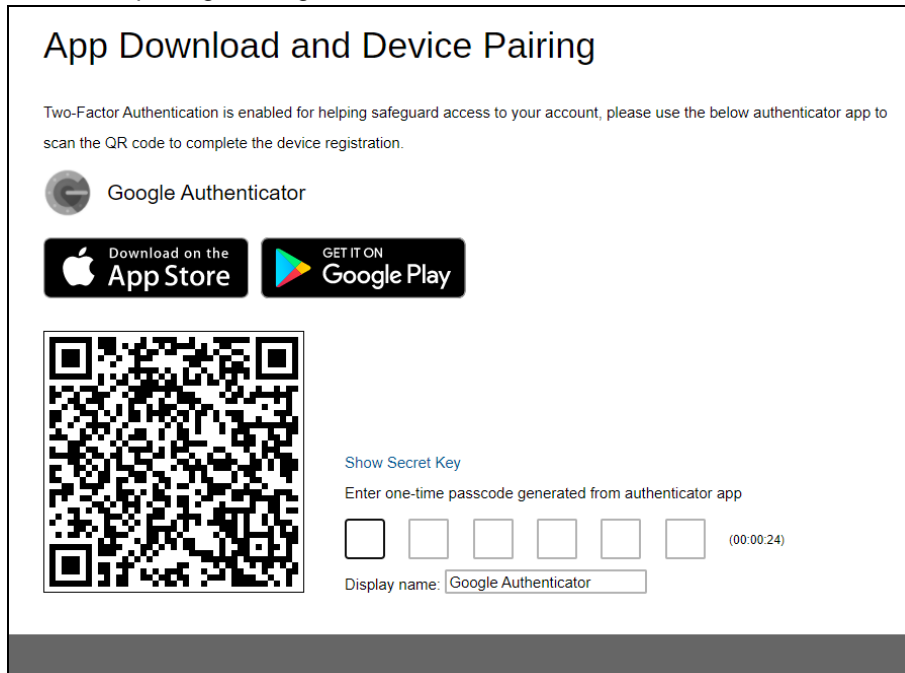 App Download and Device Pairing
Two-Factor Authentication is enabled for helping safeguard access to your account, please use the below authenticator app to
scan the QR code to complete the device registration.
Google Authenticator
Download on the
App Store
GET IT ON
Google Play
Show Secret Key
Enter one-time passcode generated from authenticator app
(00:00:24)
Display name: Google Authenticator